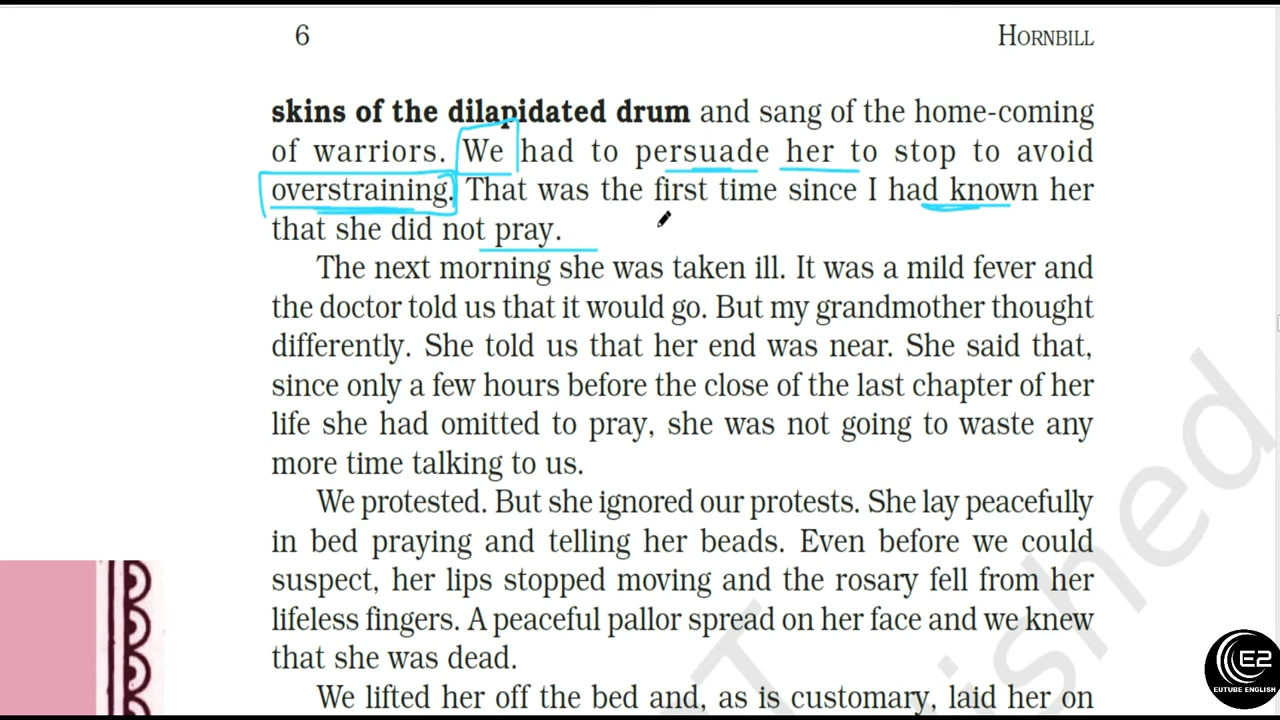 6 HORNBILL
skins of the dilapidated drum and sang of the home-coming
of warriors. We had to persuade her to stop to avoid
overstraining. That was the first time since I had known her
that she did not pray.
The next morning she was taken ill. It was a mild fever and
the doctor told us that it would go. But my grandmother thought
differently. She told us that her end was near. She said that,
since only a few hours before the close of the last chapter of her
life she had omitted to pray, she was not going to waste any
more time talking to us.
We protested. But she ignored our protests. She lay peacefully
in bed praying and telling her beads. Even before we could
suspect, her lips stopped moving and the rosary fell from her
lifeless fingers. A peaceful pallor spread on her face and we knew
that she was dead.
We lifted her off the bed and, as is customary, laid her on
E2
EUTUBE ENGLISH